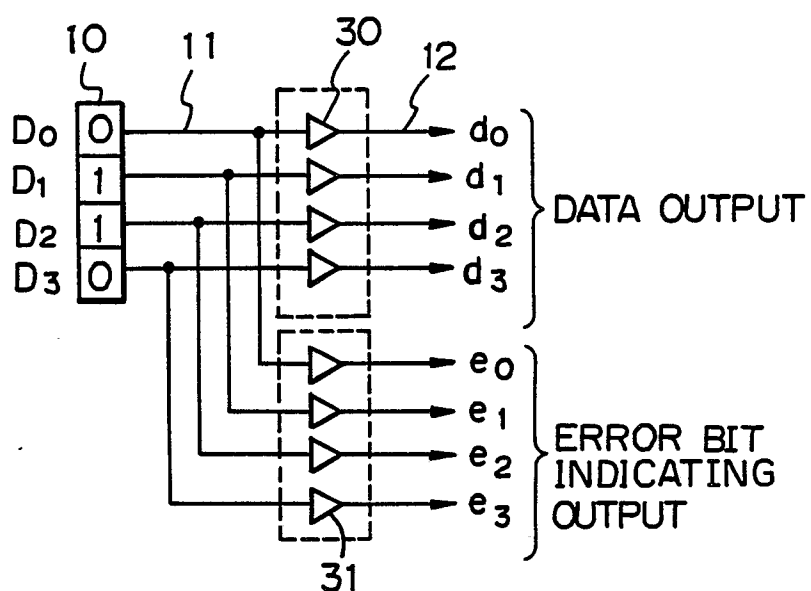 10
11
30
12
D0 0 d0
D1 1 d1
D2 1 d2
D3 0 d3
DATA OUTPUT
e0
e1
e2
e3
ERROR BIT
INDICATING
OUTPUT
31